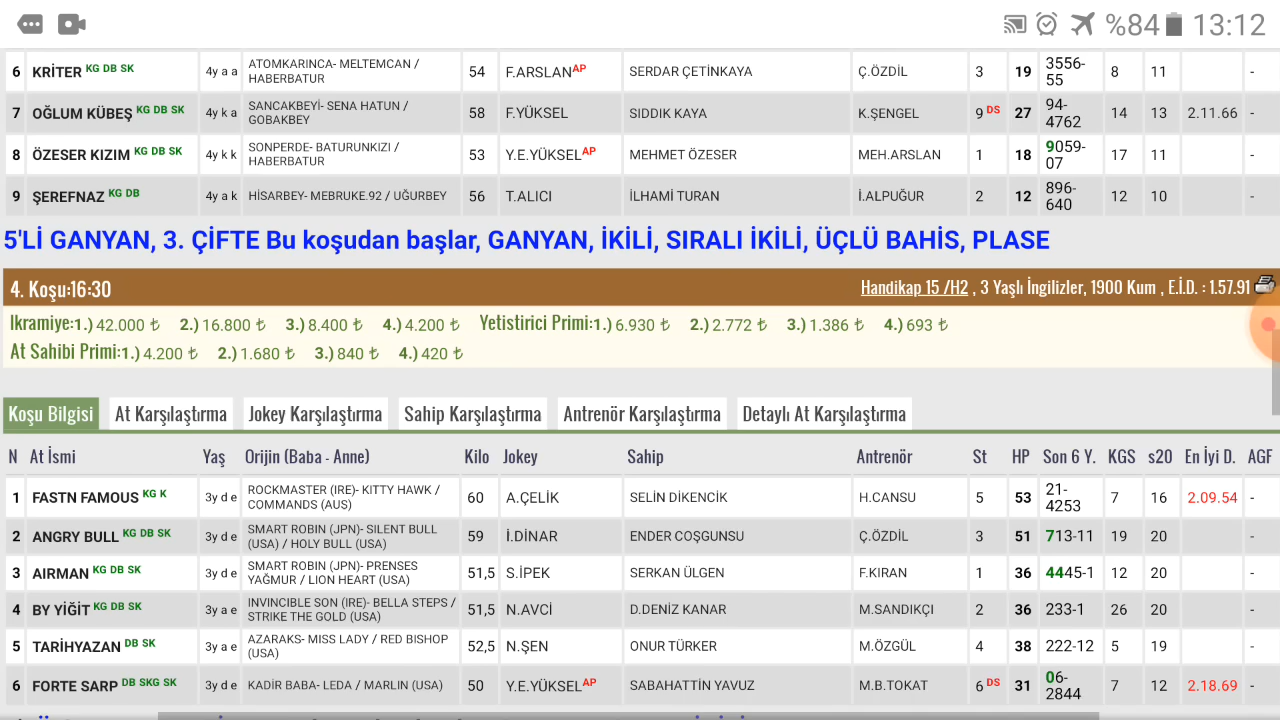 %84 13:12
6 KRİTER KG DB SK 4y a a ATOMKARINCA- MELTEMCAN / HABERBATUR 54 F.ARSLANAP SERDAR ÇETİNKAYA Ç.ÖZDİL 3 19 3556-55 8 11 -
7 OĞLUM KÜBEŞ KG DB SK 4y k a SANCAKBEYİ- SENA HATUN / GOBAKBEY 58 F.YÜKSEL SIDDIK KAYA K.ŞENGEL 9 DS 27 94-4762 14 13 2.11.66 -
8 ÖZESER KIZIM KG DB SK 4y k k SONPERDE- BATURUNKIZI / HABERBATUR 53 Y.E.YÜKSELAP MEHMET ÖZESER MEH.ARSLAN 1 18 9059-07 17 11 -
9 ŞEREFNAZ KG DB 4y a k HİSARBEY- MEBRUKE.92 / UĞURBEY 56 T.ALICI İLHAMİ TURAN İ.ALPUĞUR 2 12 896-640 12 10 -
5'Lİ GANYAN, 3. ÇİFTE Bu koşudan başlar, GANYAN, İKİLİ, SIRALI İKİLİ, ÜÇLÜ BAHİS, PLASE
4. Koşu:16:30 Handikap 15 /H2 , 3 Yaşlı İngilizler, 1900 Kum , E.İ.D. : 1.57.91
Ikramiye:1.) 42.000 ₺ 2.) 16.800 ₺ 3.) 8.400 ₺ 4.) 4.200 ₺ Yetistirici Primi:1.) 6.930 ₺ 2.) 2.772 ₺ 3.) 1.386 ₺ 4.) 693 ₺
At Sahibi Primi:1.) 4.200 ₺ 2.) 1.680 ₺ 3.) 840 ₺ 4.) 420 ₺
Koşu Bilgisi At Karşılaştırma Jokey Karşılaştırma Sahip Karşılaştırma Antrenör Karşılaştırma Detaylı At Karşılaştırma
N At İsmi Yaş Orijin (Baba - Anne) Kilo Jokey Sahip Antrenör St HP Son 6 Y. KGS s20 En İyi D. AGF
1 FASTN FAMOUS KG K 3y d e ROCKMASTER (IRE)- KITTY HAWK / COMMANDS (AUS) 60 A.ÇELİK SELİN DİKENCİK H.CANSU 5 53 21-4253 7 16 2.09.54 -
2 ANGRY BULL KG DB SK 3y d e SMART ROBIN (JPN)- SILENT BULL (USA) / HOLY BULL (USA) 59 İ.DİNAR ENDER COŞGUNSU Ç.ÖZDİL 3 51 713-11 19 20 -
3 AIRMAN KG DB SK 3y d e SMART ROBIN (JPN)- PRENSES YAĞMUR / LION HEART (USA) 51,5 S.İPEK SERKAN ÜLGEN F.KIRAN 1 36 4445-1 12 20 -
4 BY YİĞİT KG DB SK 3y a e INVINCIBLE SON (IRE)- BELLA STEPS / STRIKE THE GOLD (USA) 51,5 N.AVCİ D.DENİZ KANAR M.SANDIKÇI 2 36 233-1 26 20 -
5 TARİHYAZAN DB SK 3y a e AZARAKS- MISS LADY / RED BISHOP (USA) 52,5 N.ŞEN ONUR TÜRKER M.ÖZGÜL 4 38 222-12 5 19 -
6 FORTE SARP DB SKG SK 3y d e KADİR BABA- LEDA / MARLIN (USA) 50 Y.E.YÜKSELAP SABAHATTİN YAVUZ M.B.TOKAT 6 DS 31 06-2844 7 12 2.18.69 -